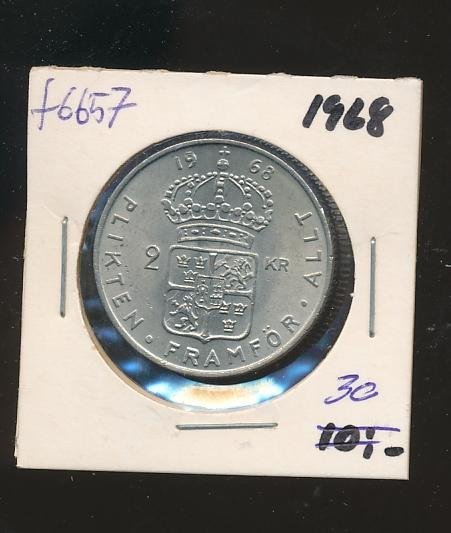 f6657
1968
19 68
2 KR
PLIKTEN · FRAMFÖR · ALLT
30
10:-